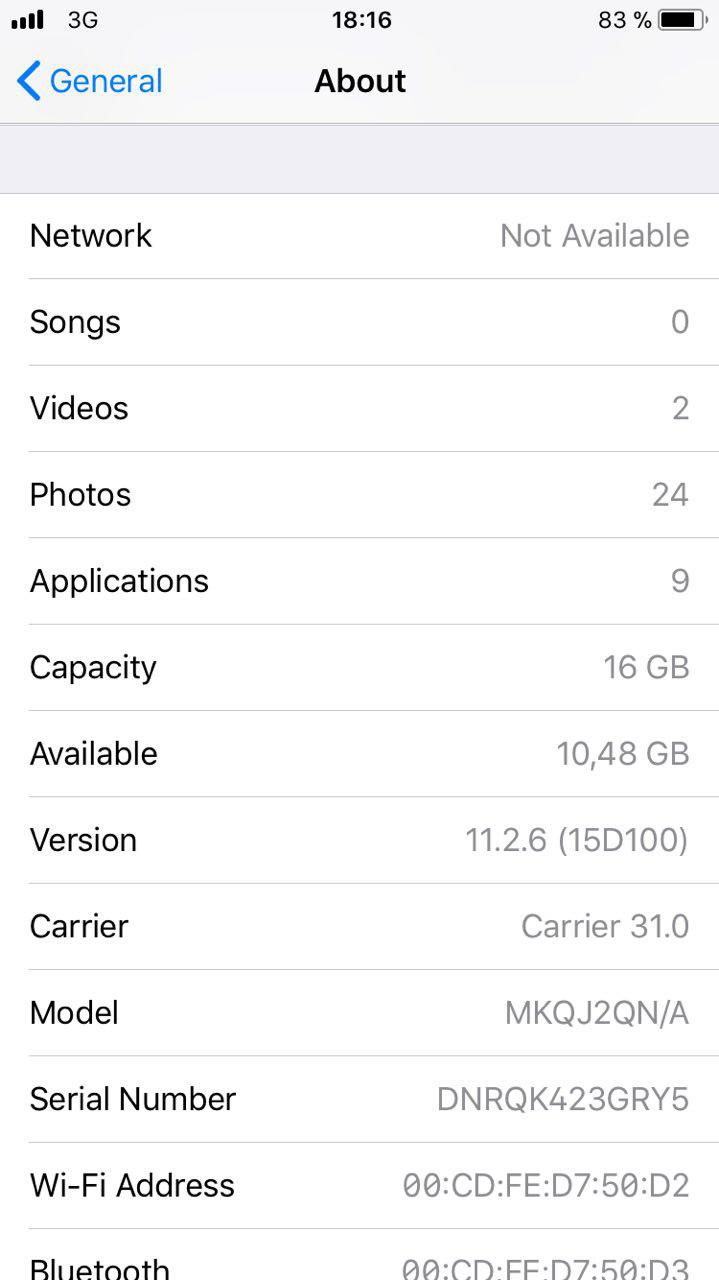 3G 18:16 83 %
General About
Network Not Available
Songs 0
Videos 2
Photos 24
Applications 9
Capacity 16 GB
Available 10,48 GB
Version 11.2.6 (15D100)
Carrier Carrier 31.0
Model MKQJ2QN/A
Serial Number DNRQK423GRY5
Wi-Fi Address 00:CD:FE:D7:50:D2
Bluetooth 00:CD:FE:D7:50:D3